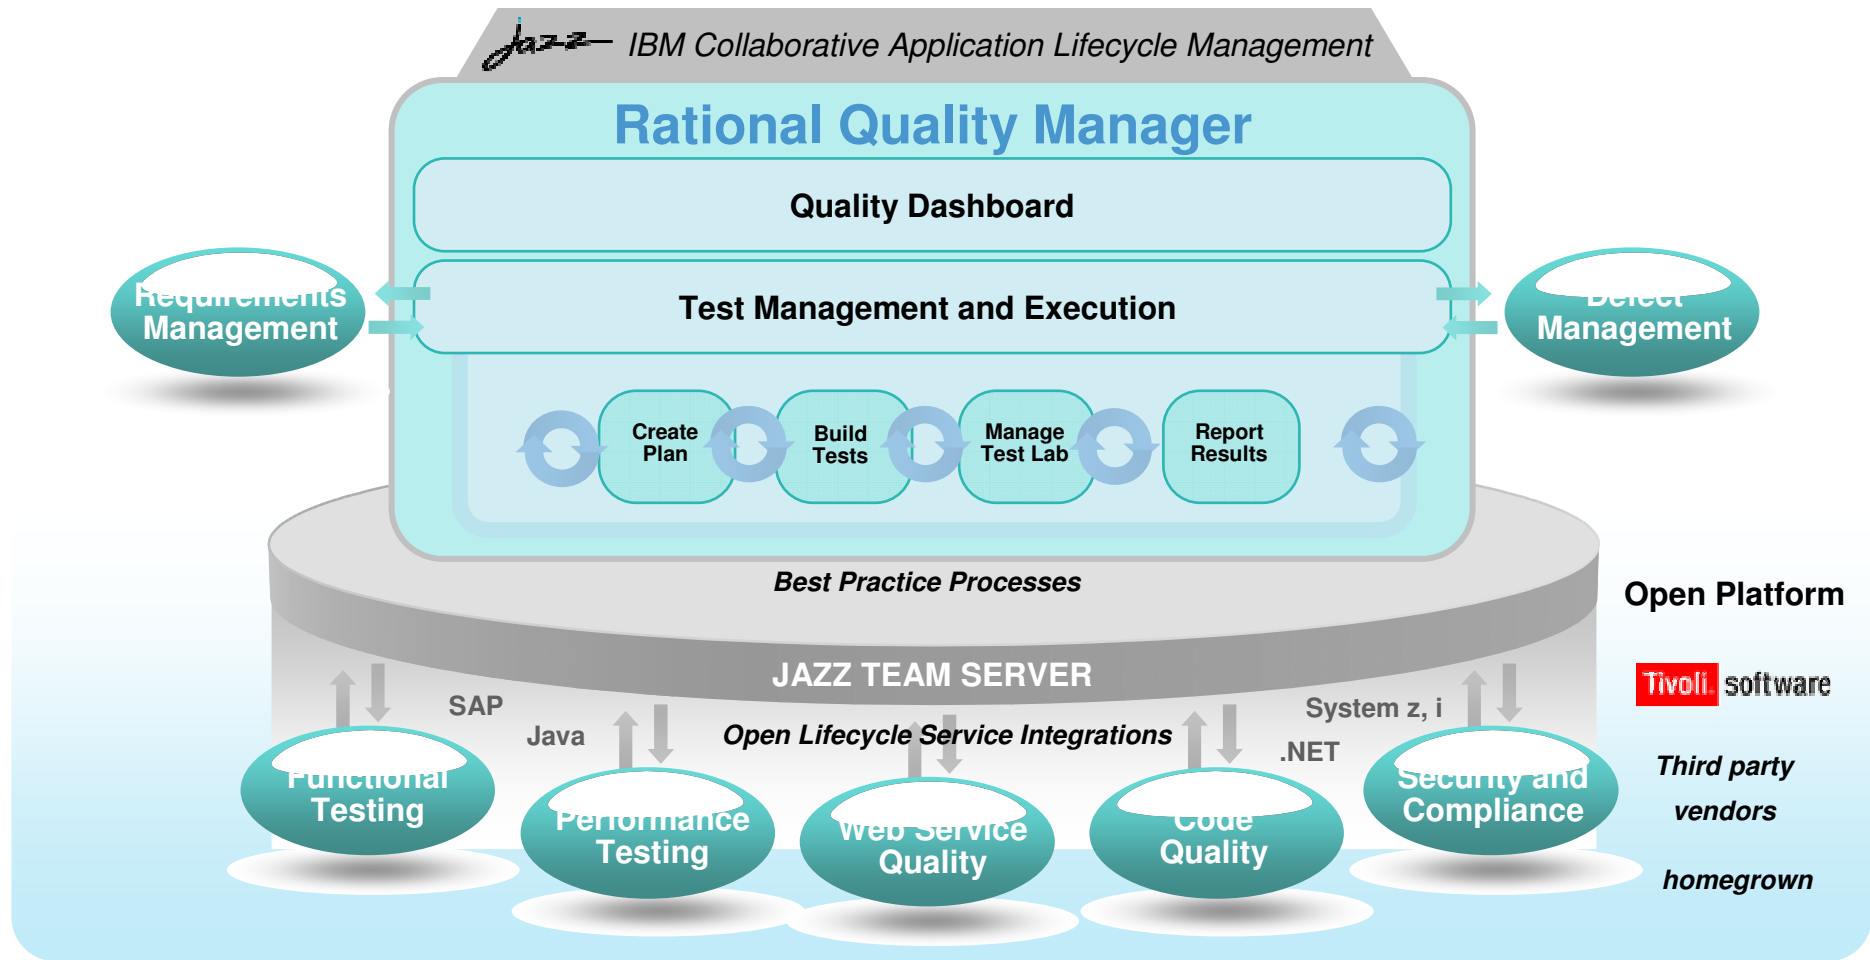 Jazz IBM Collaborative Application Lifecycle Management
Rational Quality Manager
Quality Dashboard
Requirements
Management
Test Management and Execution
Defect
Management
Create
Plan
Build
Tests
Manage
Test Lab
Report
Results
Best Practice Processes
Open Platform
JAZZ TEAM SERVER
Tivoli. software
SAP
System z, i
Java
Open Lifecycle Service Integrations
.NET
Third party
vendors
Functional
Testing
Performance
Testing
Web Service
Quality
Code
Quality
Security and
Compliance
homegrown